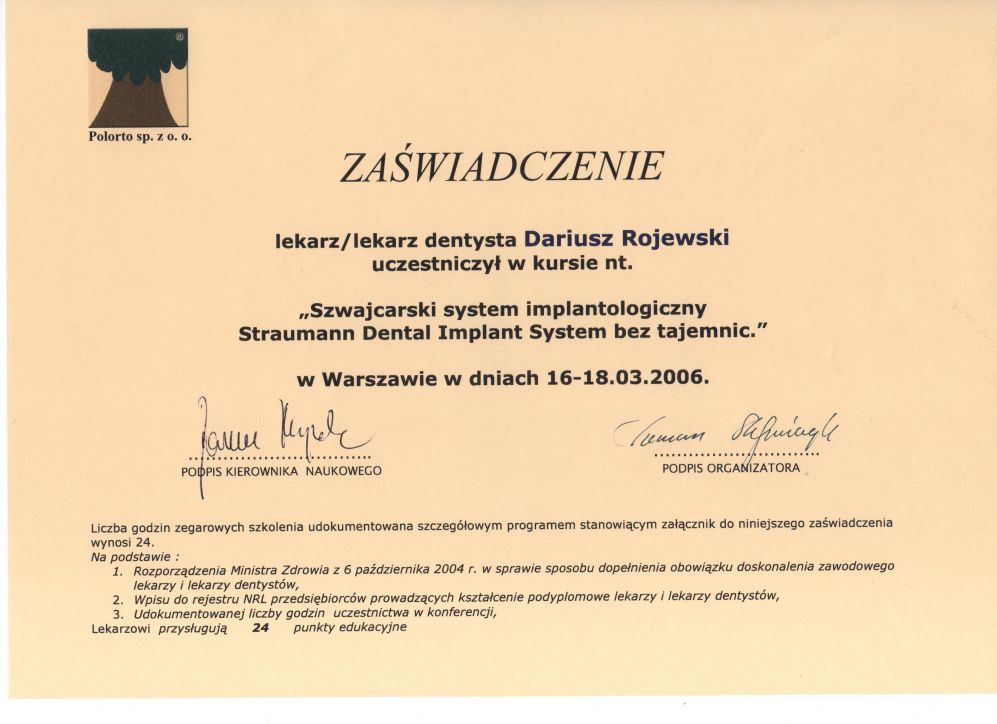 ®
Polorto sp. z o. o.
ZAŚWIADCZENIE
lekarz/lekarz dentysta Dariusz Rojewski
uczestniczył w kursie nt.
„Szwajcarski system implantologiczny
Straumann Dental Implant System bez tajemnic.”
w Warszawie w dniach 16-18.03.2006.
PODPIS KIEROWNIKA NAUKOWEGO
PODPIS ORGANIZATORA
Liczba godzin zegarowych szkolenia udokumentowana szczegółowym programem stanowiącym załącznik do niniejszego zaświadczenia
wynosi 24.
Na podstawie :
1. Rozporządzenia Ministra Zdrowia z 6 października 2004 r. w sprawie sposobu dopełnienia obowiązku doskonalenia zawodowego
lekarzy i lekarzy dentystów,
2. Wpisu do rejestru NRL przedsiębiorców prowadzących kształcenie podyplomowe lekarzy i lekarzy dentystów,
3. Udokumentowanej liczby godzin uczestnictwa w konferencji,
Lekarzowi przysługują 24 punkty edukacyjne